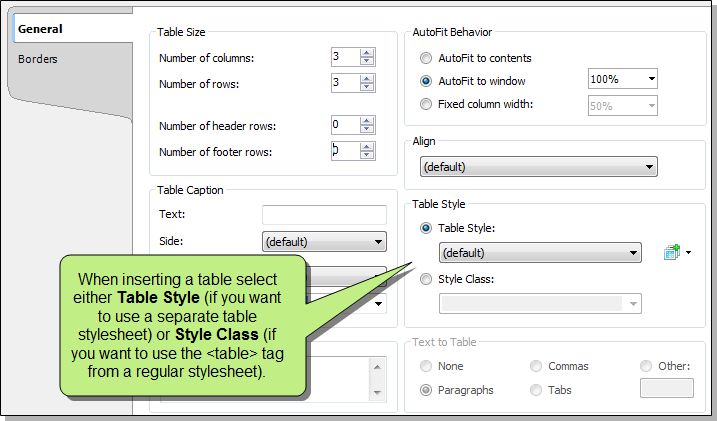 General
Borders
Table Size
Number of columns: 3
Number of rows: 3
Number of header rows: 0
Number of footer rows: 0
Table Caption
Text:
Side: (default)
When inserting a table select
either Table Style (if you want
to use a separate table
stylesheet) or Style Class (if
you want to use the <table> tag
from a regular stylesheet).
AutoFit Behavior
AutoFit to contents
AutoFit to window 100%
Fixed column width: 50%
Align
(default)
Table Style
Table Style:
(default)
Style Class:
Text to Table
None Commas Other:
Paragraphs Tabs